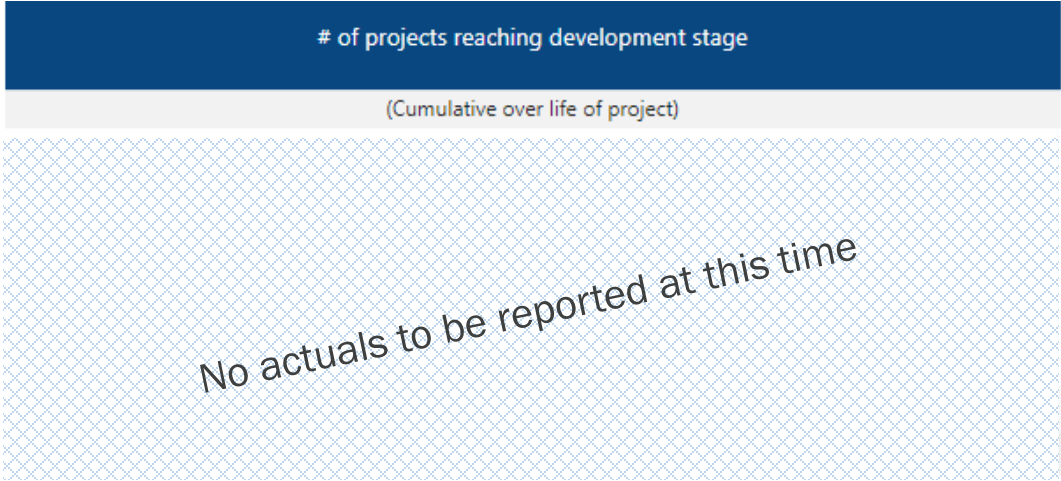 # of projects reaching development stage
(Cumulative over life of project)
No actuals to be reported at this time